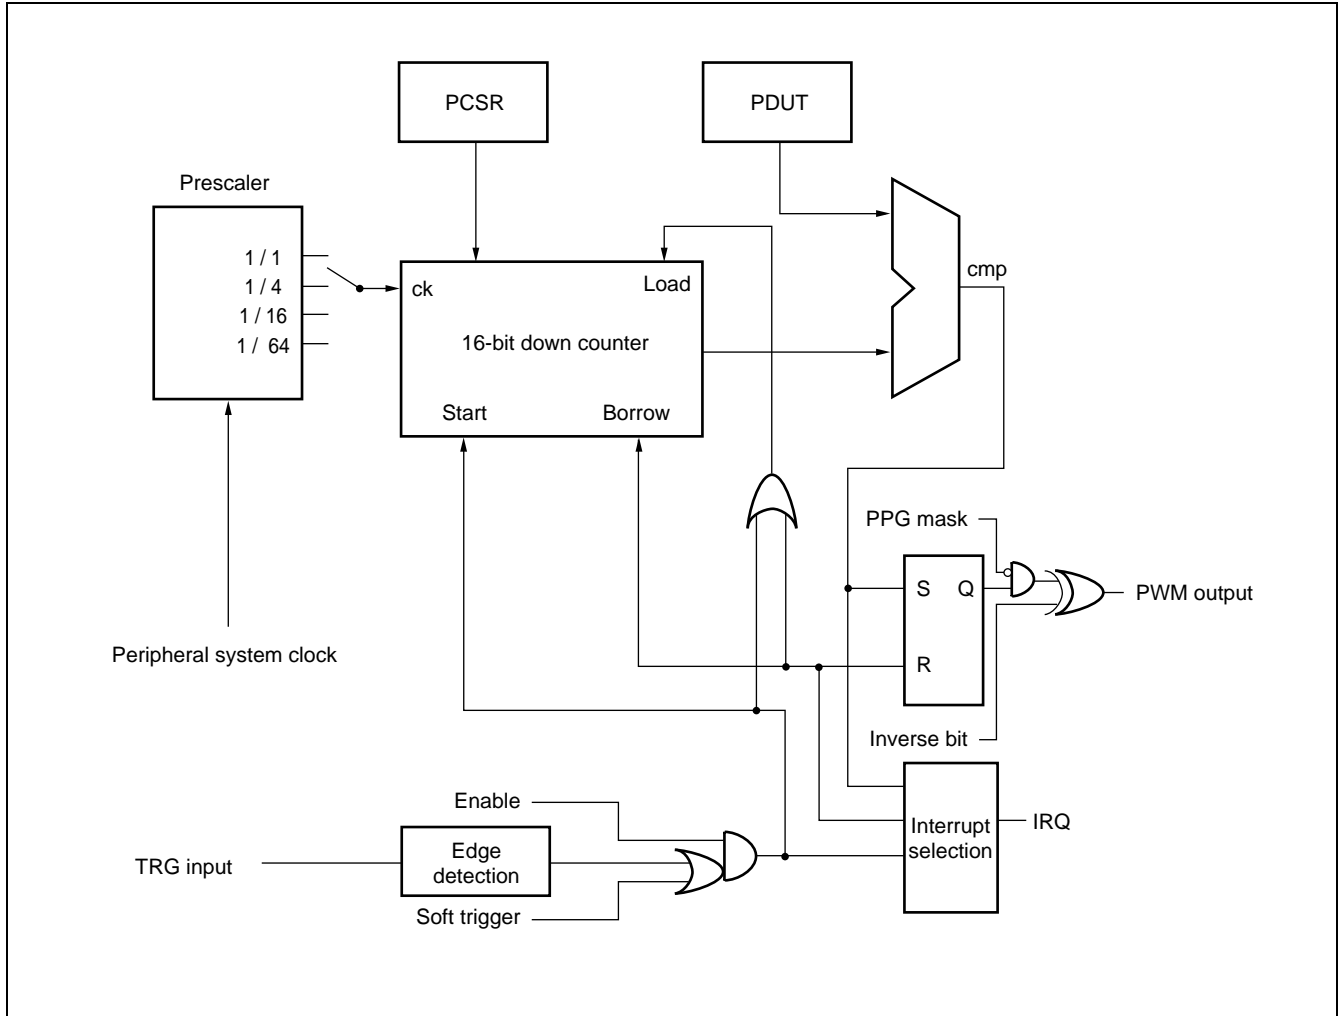 PCSR
PDUT
Prescaler
1 / 1
1 / 4
1 / 16
1 / 64
ck
Load
16-bit down counter
Start
Borrow
cmp
PPG mask
S
Q
PWM output
R
Peripheral system clock
Inverse bit
Enable
Interrupt
selection
IRQ
TRG input
Edge
detection
Soft trigger